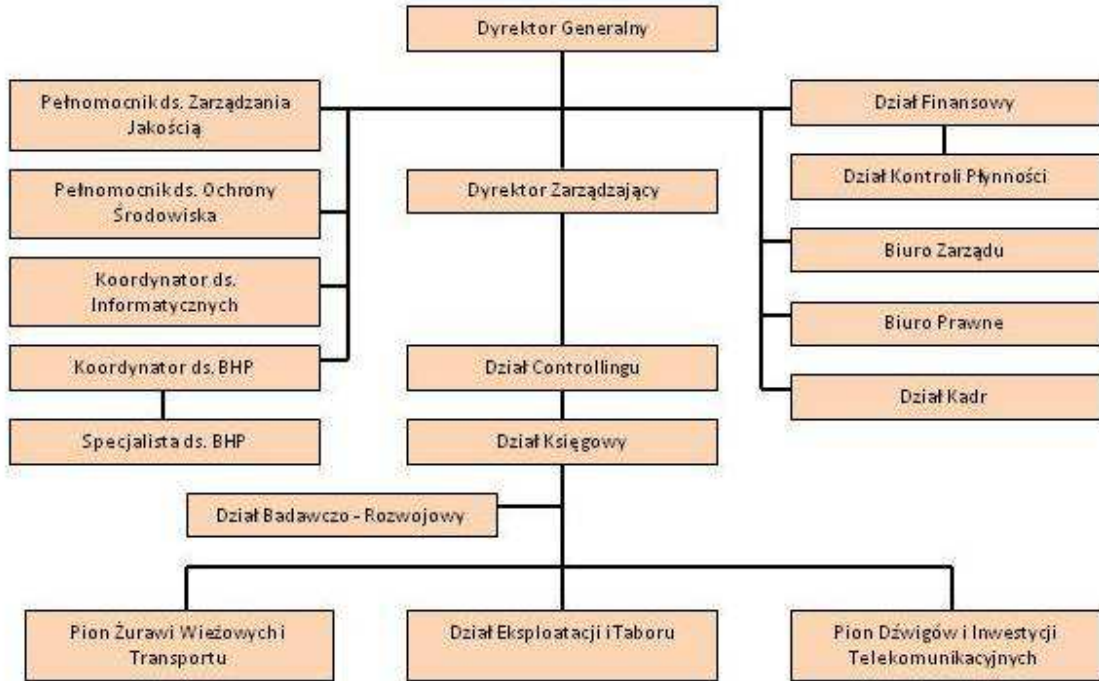 Dyrektor Generalny
Pełnomocnik ds. Zarządzania
Jakością
Pełnomocnik ds. Ochrony
Środowiska
Koordynator ds.
Informatycznych
Koordynator ds. BHP
Specjalista ds. BHP
Dyrektor Zarządzający
Dział Controllingu
Dział Księgowy
Dział Finansowy
Dział Kontroli Płynności
Biuro Zarządu
Biuro Prawne
Dział Kadr
Dział Badawczo - Rozwojowy
Pion Żurawi Wieżowych i
Transportu
Dział Eksploatacji i Taboru
Pion Dźwigów i Inwestycji
Telekomunikacyjnych